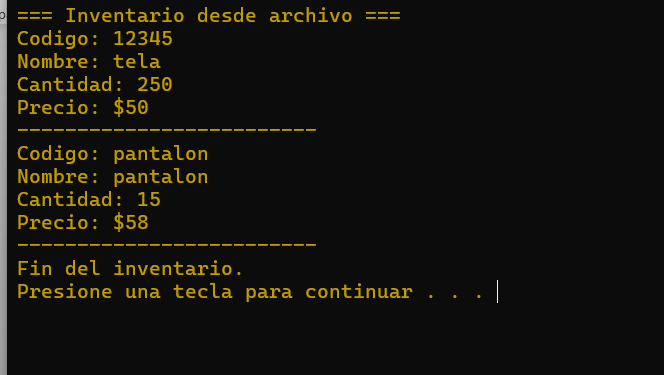 === Inventario desde archivo ===
Codigo: 12345
Nombre: tela
Cantidad: 250
Precio: $50
-------------------------
Codigo: pantalon
Nombre: pantalon
Cantidad: 15
Precio: $58
-------------------------
Fin del inventario.
Presione una tecla para continuar . . .